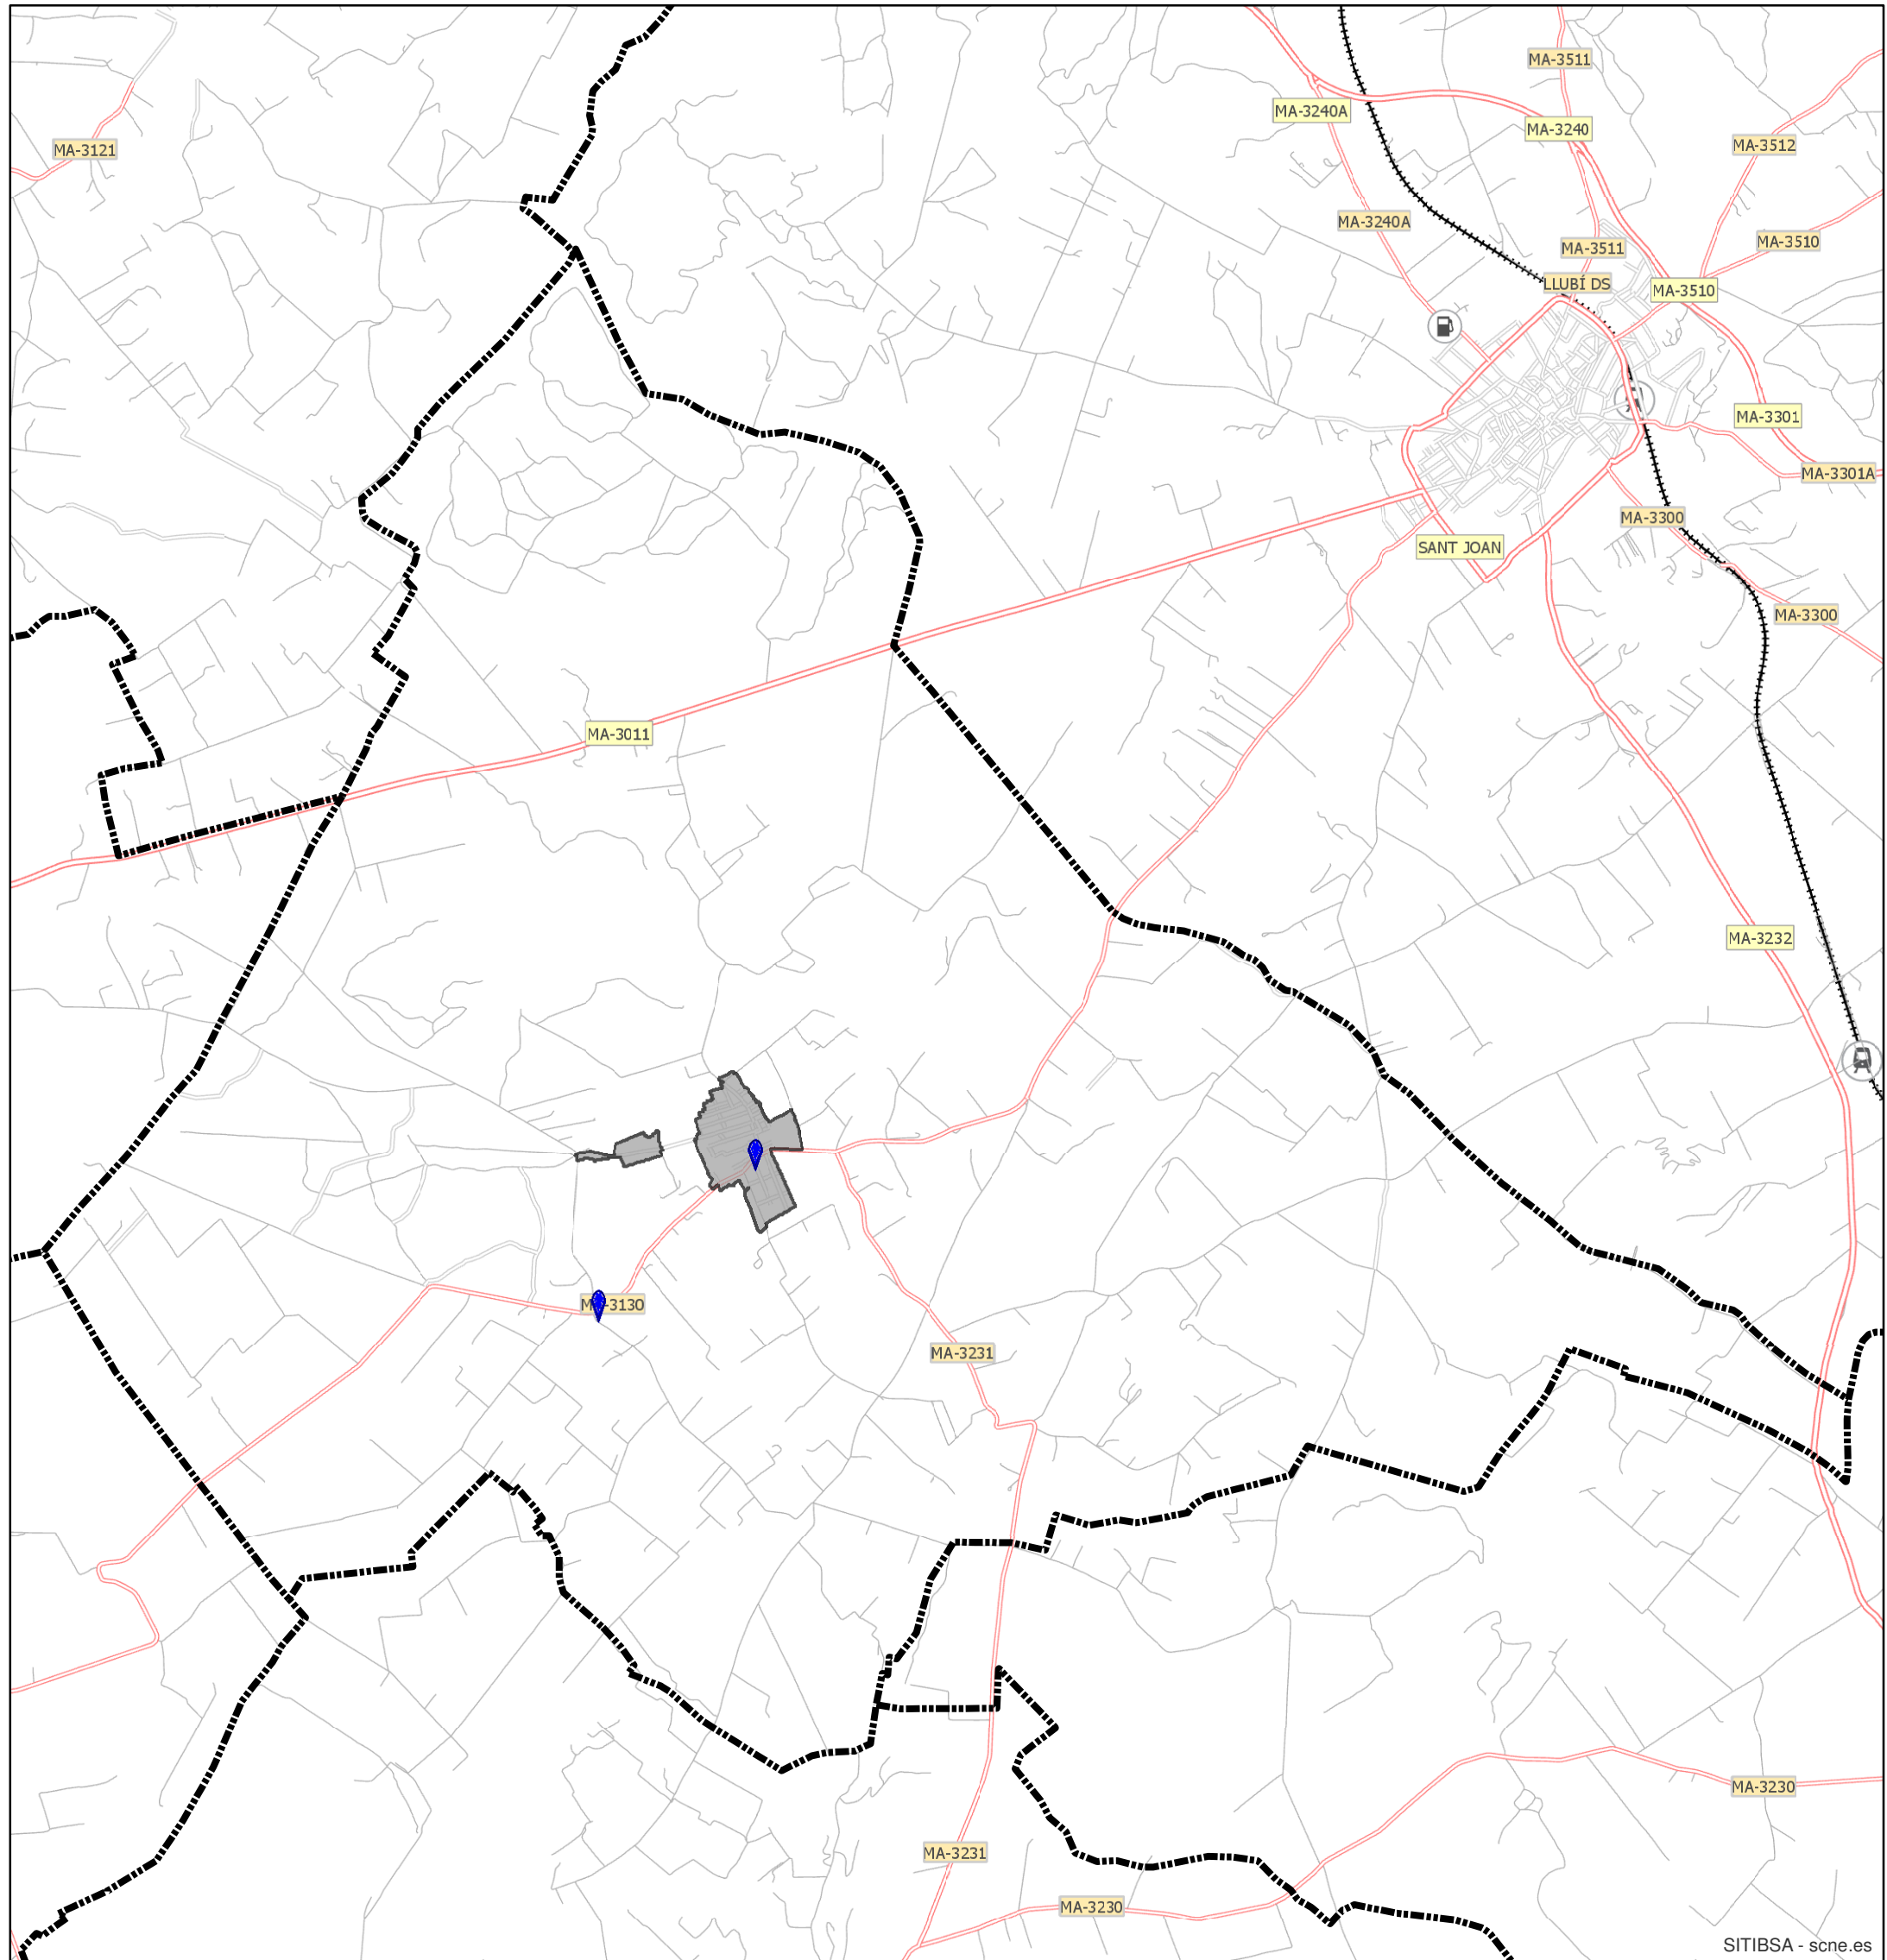 MA-3511
MA-3240A
MA-3240
MA-3121
MA-3512
MA-3240A
MA-3510
MA-3511
LLUBÍ DS
MA-3510
MA-3301
MA-3301A
MA-3300
SANT JOAN
MA-3300
MA-3011
MA-3232
MA-3130
MA-3231
MA-3230
MA-3231
MA-3230
SITIBSA - scne.es